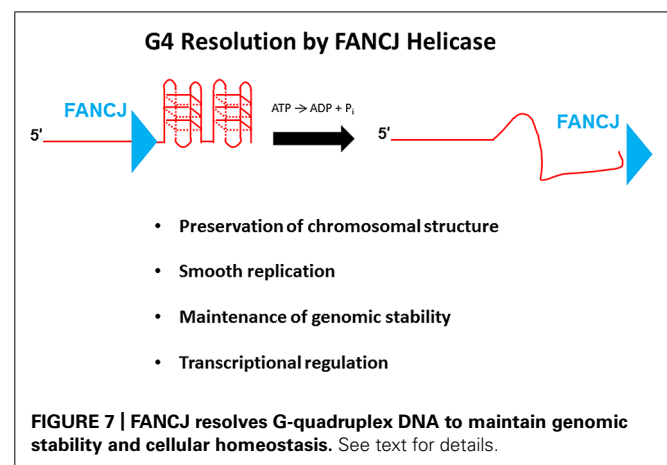 G4 Resolution by FANCJ Helicase
FANCJ
5'
ATP → ADP + Pi
5'
FANCJ
• Preservation of chromosomal structure
• Smooth replication
• Maintenance of genomic stability
• Transcriptional regulation
FIGURE 7 | FANCJ resolves G-quadruplex DNA to maintain genomic
stability and cellular homeostasis. See text for details.